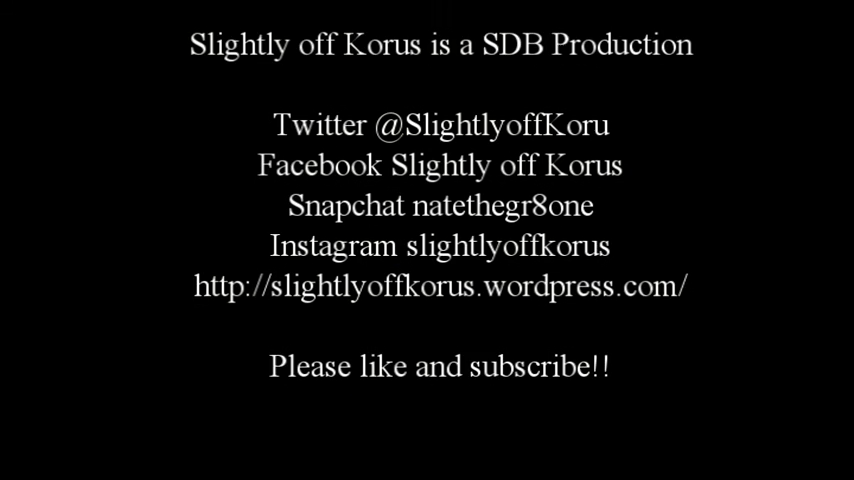 Slightly off Korus is a SDB Production
Twitter @SlightlyoffKoru
Facebook Slightly off Korus
Snapchat natethegr8one
Instagram slightlyoffkorus
http://slightlyoffkorus.wordpress.com/
Please like and subscribe!!